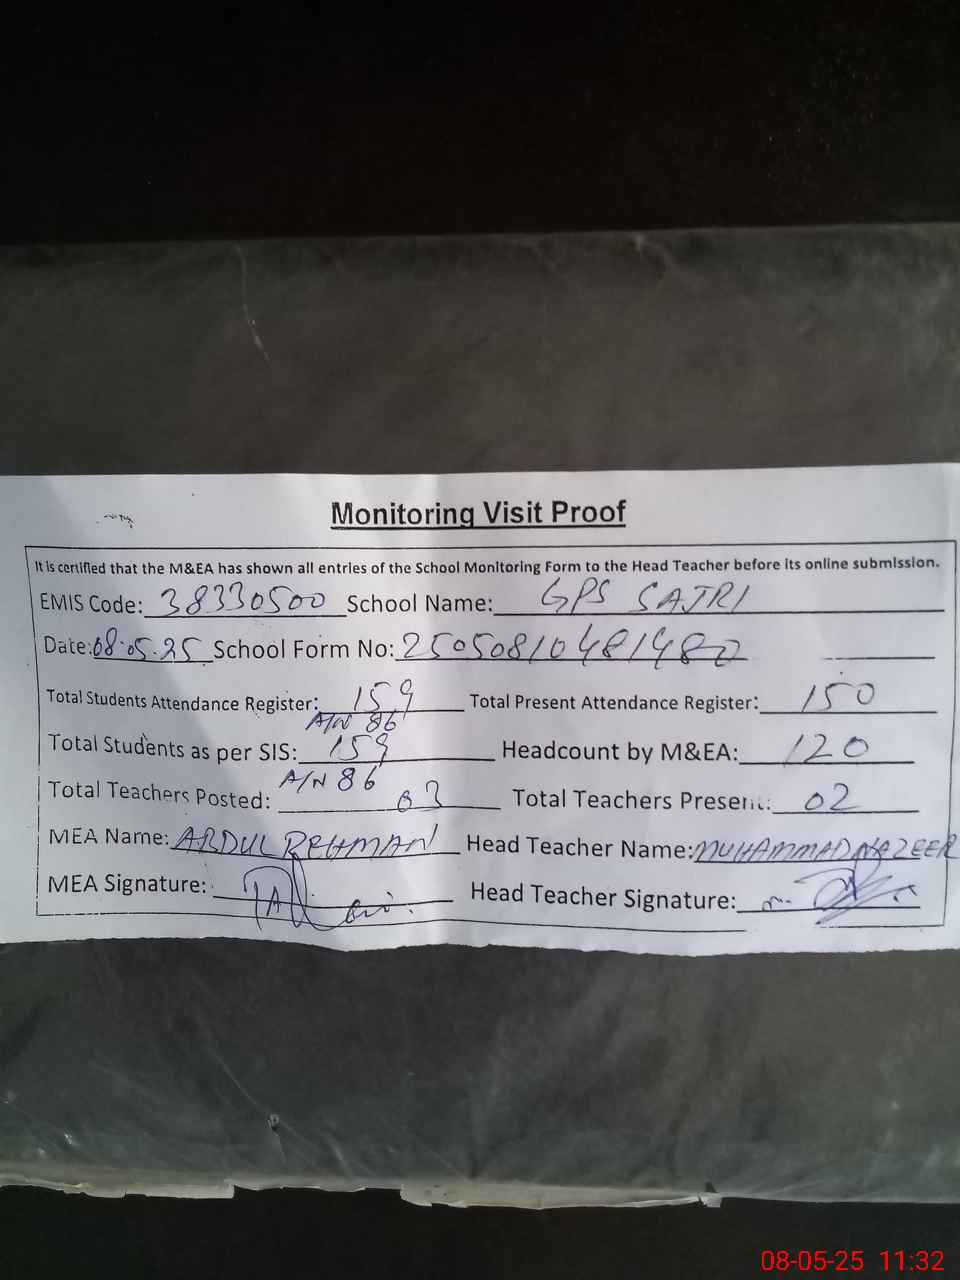 Monitoring Visit Proof
It is certified that the M&EA has shown all entries of the School Monitoring Form to the Head Teacher before its online submission.
EMIS Code: 38330500 School Name: GPS SAJRI
Date: 08.05.25 School Form No: 25050810481480
Total Students Attendance Register: 159 Total Present Attendance Register: 150
A/N 86
Total Students as per SIS: 159 Headcount by M&EA: 120
A/N 86
Total Teachers Posted: 03 Total Teachers Present: 02
MEA Name: ABDUL REHMAN Head Teacher Name: MUHAMMAD NAZEER
MEA Signature: Head Teacher Signature:
08-05-25 11:32